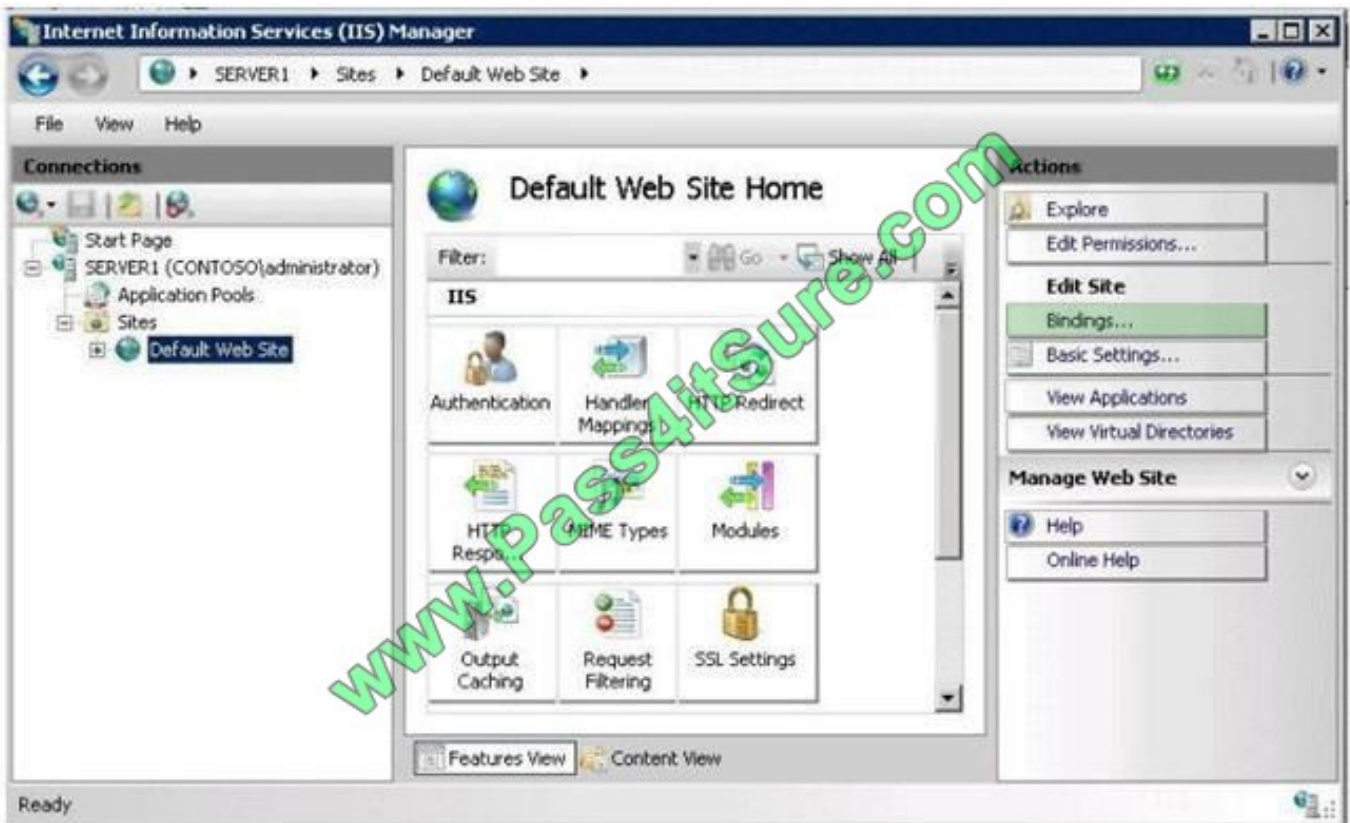 Internet Information Services (IIS) Manager
SERVER1 Sites Default Web Site
File View Help
Connections
Start Page
SERVER1 (CONTOSO\administrator)
Application Pools
Sites
Default Web Site
Default Web Site Home
Filter: Go Show All
IIS
Authentication
Handler Mappings
HTTP Redirect
HTTP Respo...
MIME Types
Modules
Output Caching
Request Filtering
SSL Settings
Features View Content View
Actions
Explore
Edit Permissions...
Edit Site
Bindings...
Basic Settings...
View Applications
View Virtual Directories
Manage Web Site
Help
Online Help
Ready
www.Pass4itSure.com